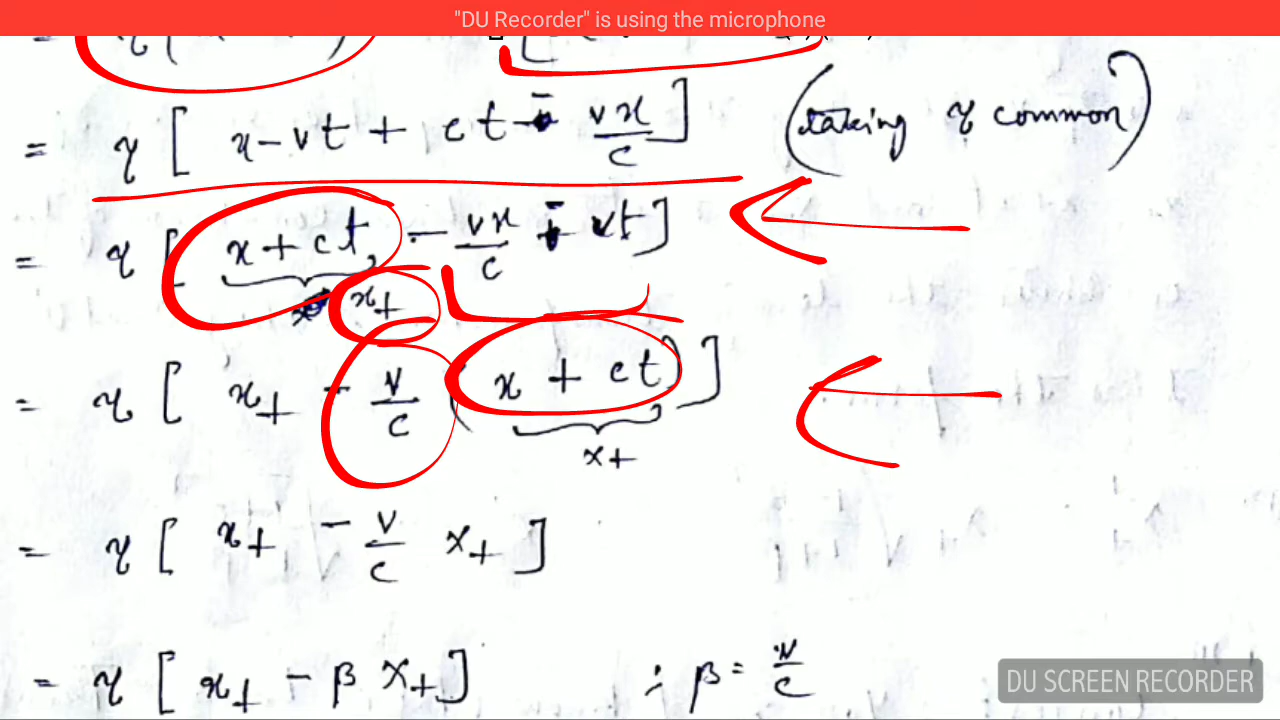 "DU Recorder" is using the microphone
= γ [ x - vt + ct - vx/c ] (taking γ common)
= γ [ x + ct - vx/c - vt ]
x+
= γ [ x+ - v/c (x + ct) ]
x+
= γ [ x+ - v/c x+ ]
= γ [ x+ - β x+ ] ∴ β = v/c
DU SCREEN RECORDER